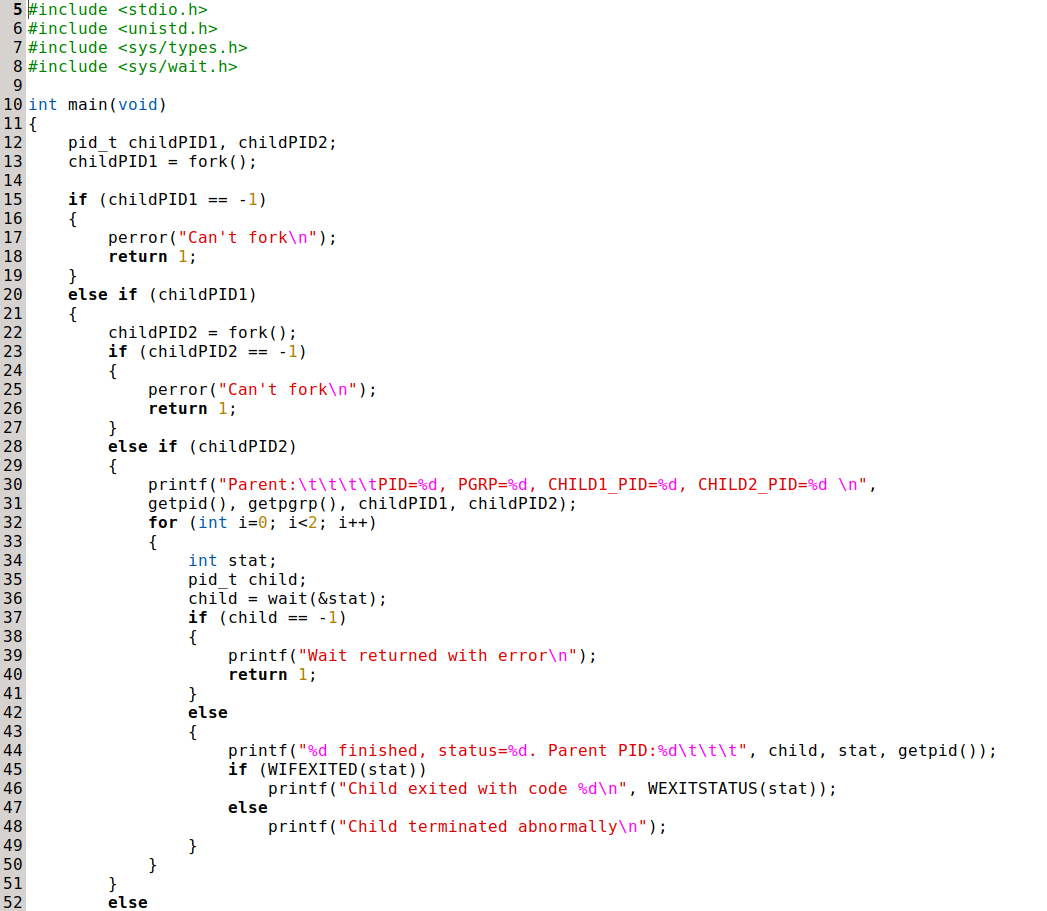 5 #include <stdio.h>
6 #include <unistd.h>
7 #include <sys/types.h>
8 #include <sys/wait.h>
9
10 int main(void)
11 {
12     pid_t childPID1, childPID2;
13     childPID1 = fork();
14
15     if (childPID1 == -1)
16     {
17         perror("Can't fork\n");
18         return 1;
19     }
20     else if (childPID1)
21     {
22         childPID2 = fork();
23         if (childPID2 == -1)
24         {
25             perror("Can't fork\n");
26             return 1;
27         }
28         else if (childPID2)
29         {
30             printf("Parent:\t\t\t\tPID=%d, PGRP=%d, CHILD1_PID=%d, CHILD2_PID=%d \n",
31             getpid(), getpgrp(), childPID1, childPID2);
32             for (int i=0; i<2; i++)
33             {
34                 int stat;
35                 pid_t child;
36                 child = wait(&stat);
37                 if (child == -1)
38                 {
39                     printf("Wait returned with error\n");
40                     return 1;
41                 }
42                 else
43                 {
44                     printf("%d finished, status=%d. Parent PID:%d\t\t\t", child, stat, getpid());
45                     if (WIFEXITED(stat))
46                         printf("Child exited with code %d\n", WEXITSTATUS(stat));
47                     else
48                         printf("Child terminated abnormally\n");
49                 }
50             }
51         }
52         else